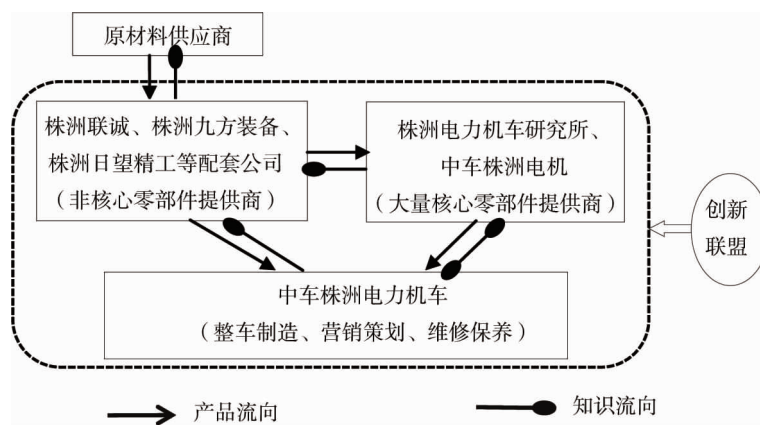 原材料供应商
株洲联诚、株洲九方装备、
株洲日望精工等配套公司
（非核心零部件提供商）
株洲电力机车研究所、
中车株洲电机
（大量核心零部件提供商）
创新
联盟
中车株洲电力机车
（整车制造、营销策划、维修保养）
产品流向
知识流向